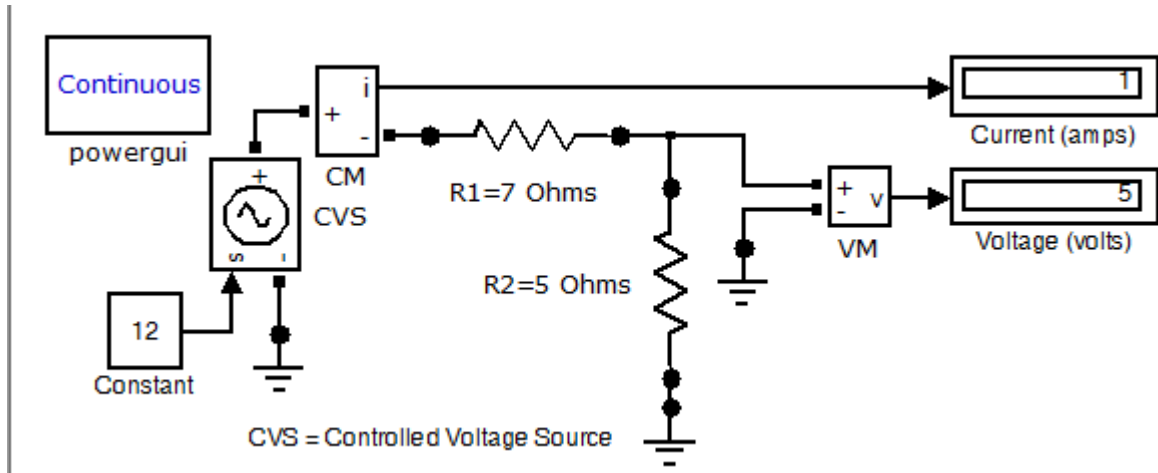 Continuous
powergui
i
+
-
CM
1
Current (amps)
+
s
-
CVS
R1=7 Ohms
+
-
v
VM
5
Voltage (volts)
R2=5 Ohms
12
Constant
CVS = Controlled Voltage Source